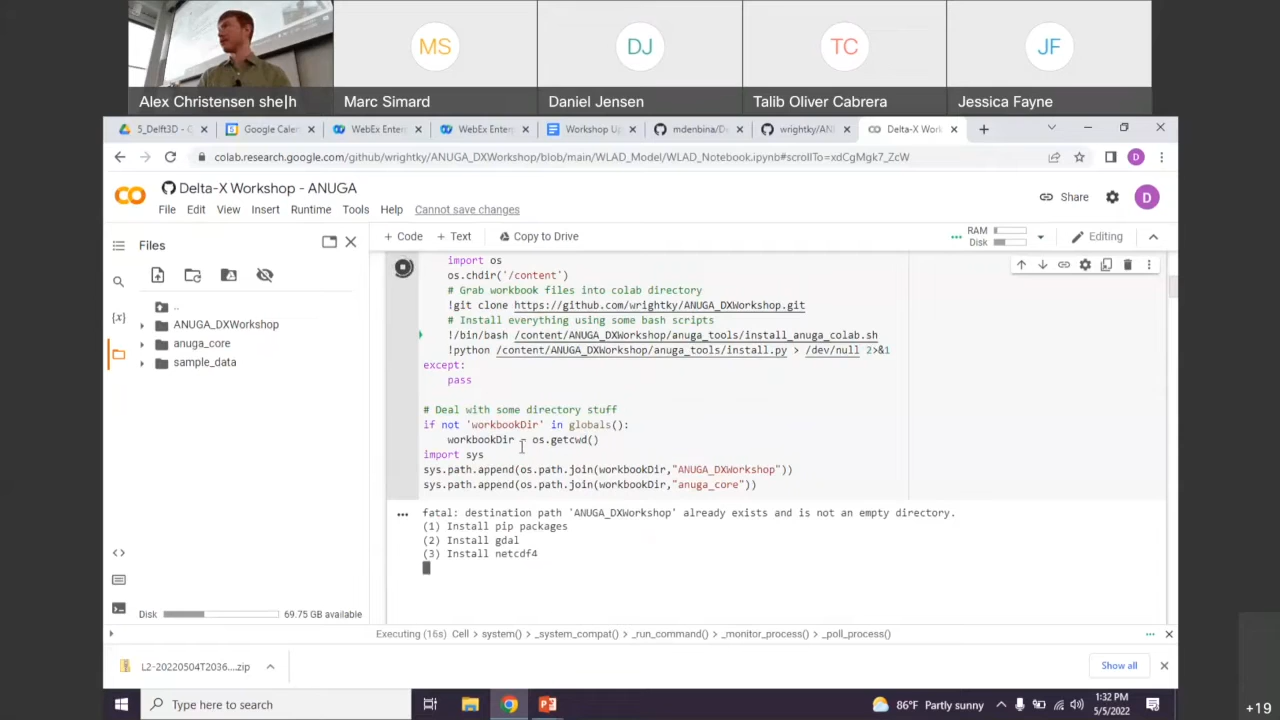 MS
DJ
TC
JF
Alex Christensen she|h
Marc Simard
Daniel Jensen
Talib Oliver Cabrera
Jessica Fayne
5_Delft3D - G
Google Calen
WebEx Enter
WebEx Enter
Workshop U
mdenbina/De
wrightky/AN
Delta-X Work
colab.research.google.com/github/wrightky/ANUGA_DXWorkshop/blob/main/WLAD_Model/WLAD_Notebook.ipynb#scrollTo=xdCgMgk7_ZcW
D
CO
Delta-X Workshop - ANUGA
Share
D
File Edit View Insert Runtime Tools Help Cannot save changes
Files
+ Code + Text Copy to Drive
RAM
Disk
Editing
..
ANUGA_DXWorkshop
anuga_core
sample_data
{x}
import os
os.chdir('/content')
# Grab workbook files into colab directory
!git clone https://github.com/wrightky/ANUGA_DXWorkshop.git
# Install everything using some bash scripts
!/bin/bash /content/ANUGA_DXWorkshop/anuga_tools/install_anuga_colab.sh
!python /content/ANUGA_DXWorkshop/anuga_tools/install.py > /dev/null 2>&1
except:
pass
# Deal with some directory stuff
if not 'workbookDir' in globals():
workbookDir = os.getcwd()
import sys
sys.path.append(os.path.join(workbookDir,"ANUGA_DXWorkshop"))
sys.path.append(os.path.join(workbookDir,"anuga_core"))
fatal: destination path 'ANUGA_DXWorkshop' already exists and is not an empty directory.
(1) Install pip packages
(2) Install gdal
(3) Install netcdf4
Disk 69.75 GB available
Executing (16s) Cell > system() > _system_compat() > _run_command() > _monitor_process() > _poll_process()
L2-20220504T2036....zip
Show all
Type here to search
86°F Partly sunny
1:32 PM
5/5/2022
+19